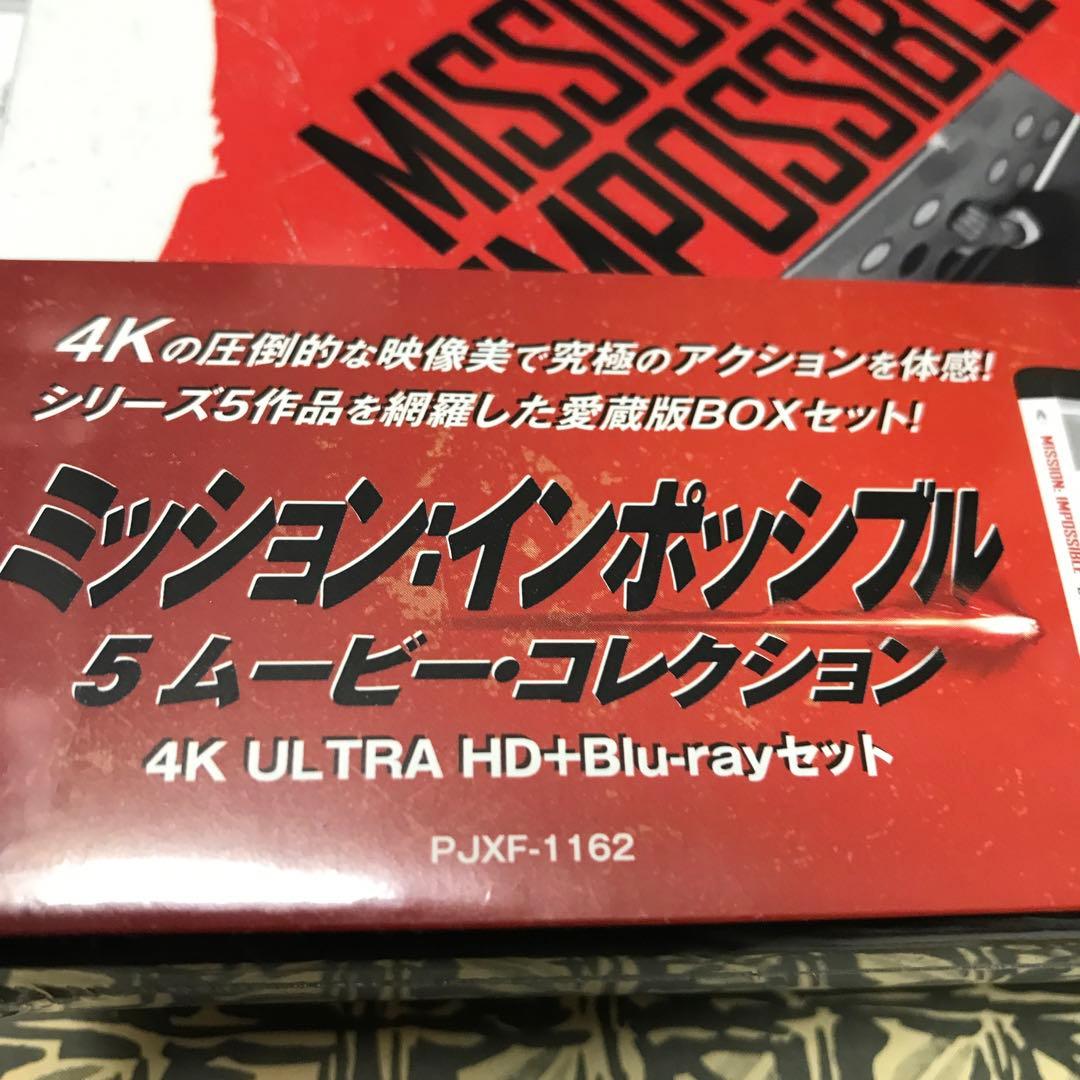 MISSION
IMPOSSIBLE
4Kの圧倒的な映像美で究極のアクションを体感!
シリーズ5作品を網羅した愛蔵版BOXセット!
ミッション:インポッシブル
5ムービー・コレクション
4K ULTRA HD+Blu-rayセット
PJXF-1162
MISSION: IMPOSSIBLE